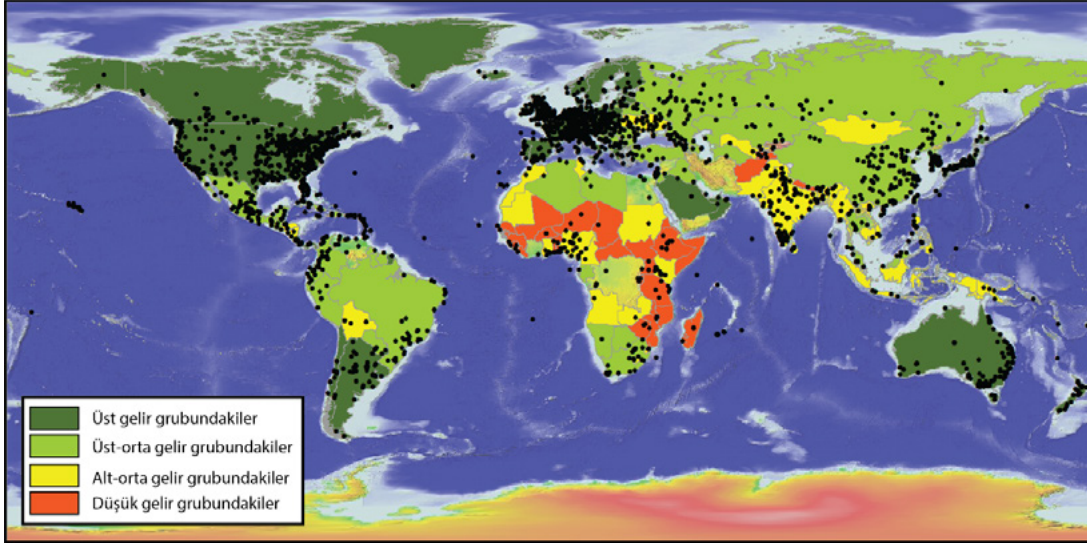 Üst gelir grubundakiler
Üst-orta gelir grubundakiler
Alt-orta gelir grubundakiler
Düşük gelir grubundakiler